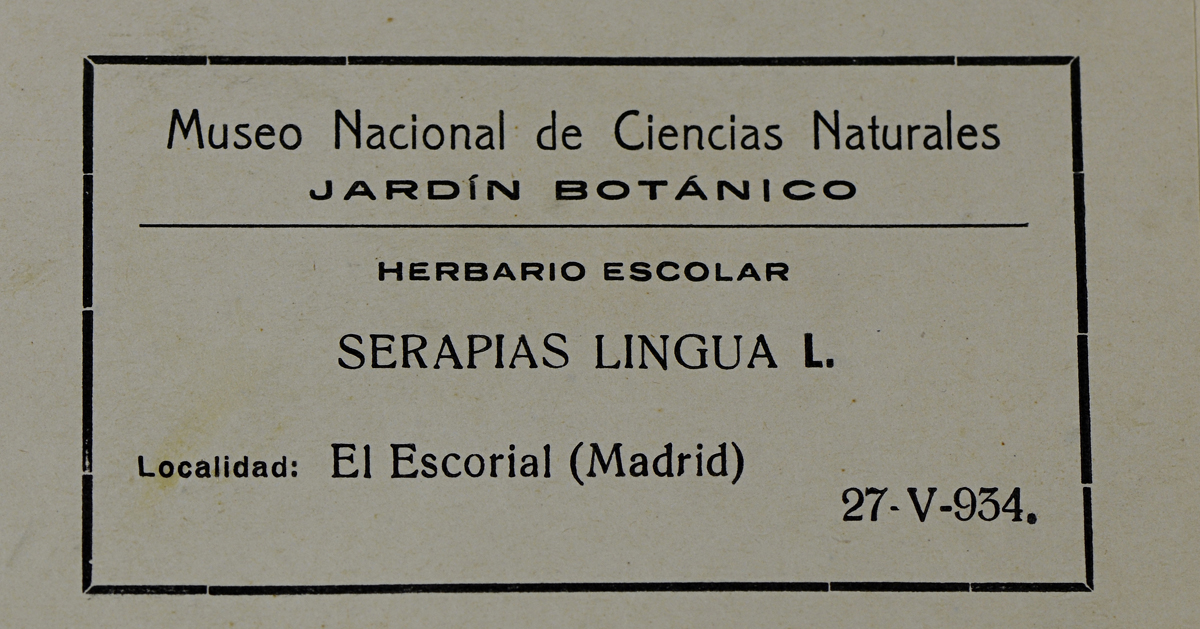 Museo Nacional de Ciencias Naturales
JARDÍN BOTÁNICO
HERBARIO ESCOLAR
SERAPIAS LINGUA L.
Localidad: El Escorial (Madrid)
27-V-934.